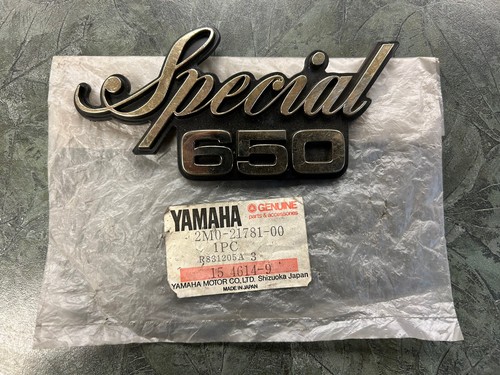 Special
650
YAMAHA GENUINE
parts & accessories
2M0-21781-00
1PC
R831205A 3
15 4614-9
YAMAHA MOTOR CO., LTD. Shizuoka Japan
MADE IN JAPAN